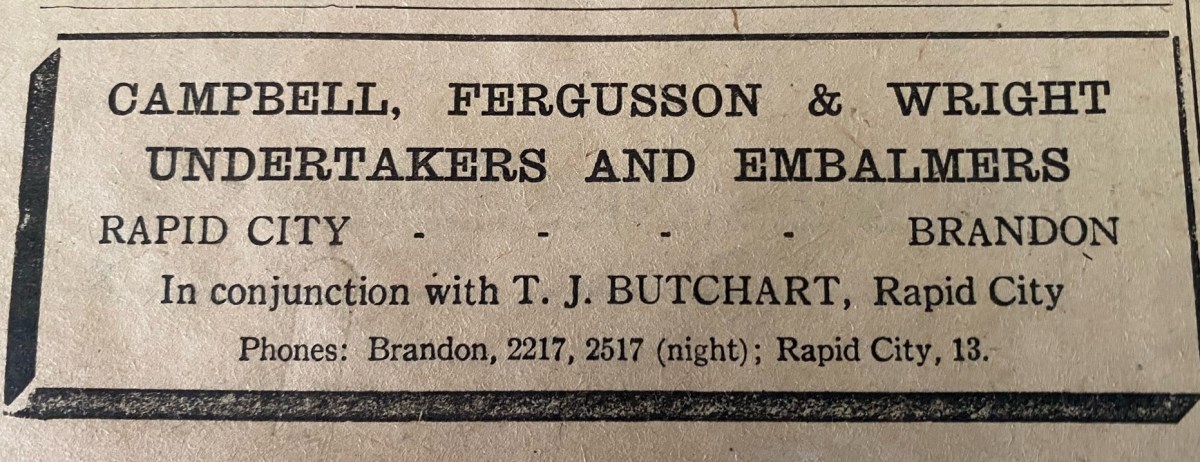 CAMPBELL, FERGUSSON & WRIGHT
UNDERTAKERS AND EMBALMERS
RAPID CITY - - - - BRANDON
In conjunction with T. J. BUTCHART, Rapid City
Phones: Brandon, 2217, 2517 (night); Rapid City, 13.